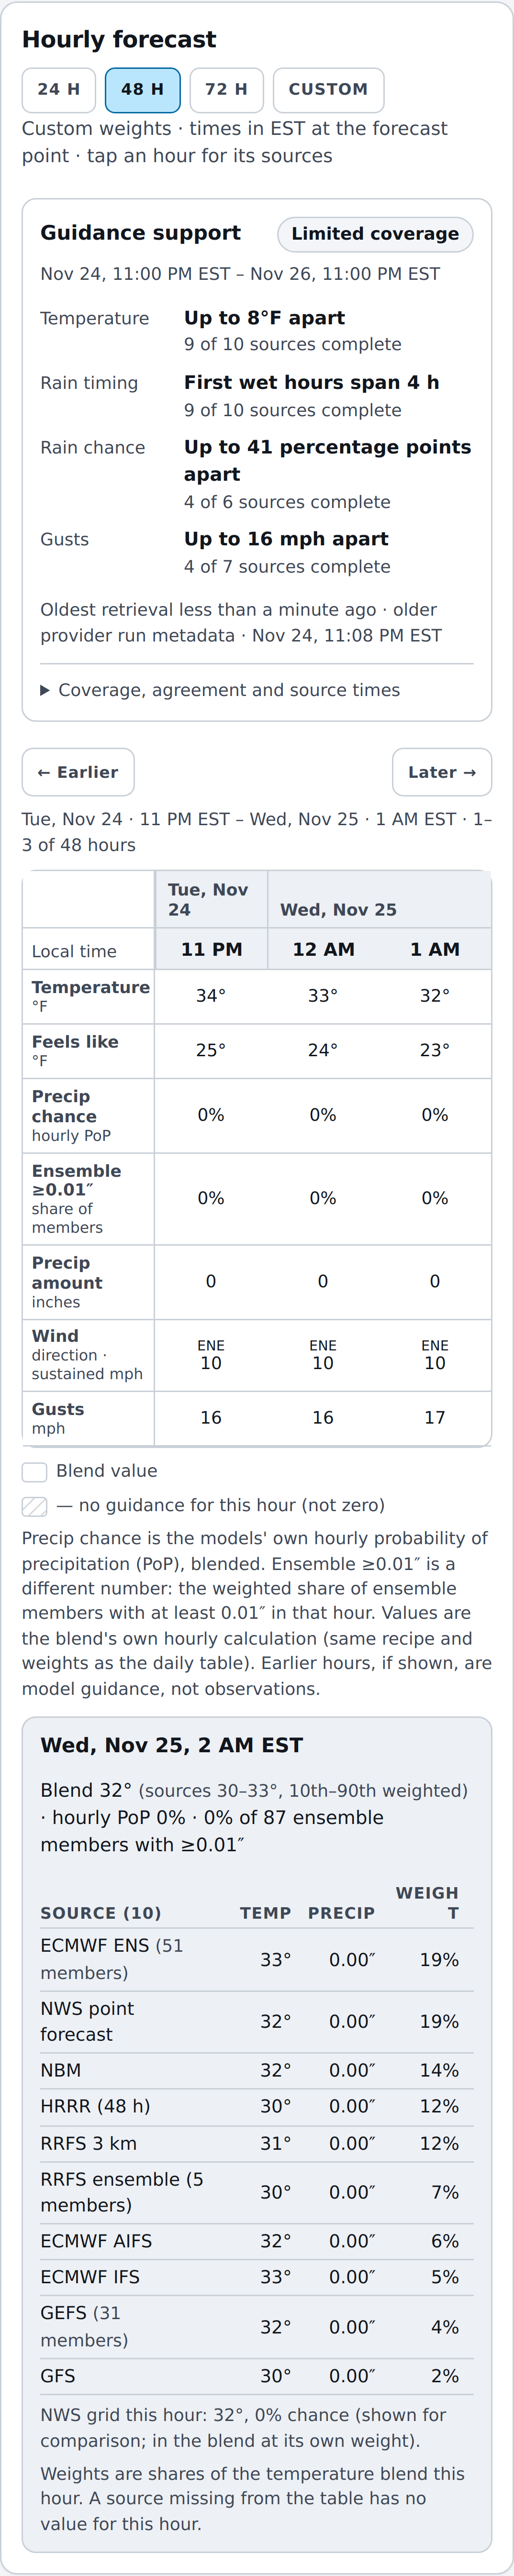 Hourly forecast
24 H 48 H 72 H CUSTOM
Custom weights · times in EST at the forecast
point · tap an hour for its sources
Guidance support Limited coverage
Nov 24, 11:00 PM EST – Nov 26, 11:00 PM EST
Temperature Up to 8°F apart
9 of 10 sources complete
Rain timing First wet hours span 4 h
9 of 10 sources complete
Rain chance Up to 41 percentage points
apart
4 of 6 sources complete
Gusts Up to 16 mph apart
4 of 7 sources complete
Oldest retrieval less than a minute ago · older
provider run metadata · Nov 24, 11:08 PM EST
▶ Coverage, agreement and source times
← Earlier Later →
Tue, Nov 24 · 11 PM EST – Wed, Nov 25 · 1 AM EST · 1–
3 of 48 hours
Tue, Nov
24 Wed, Nov 25
Local time 11 PM 12 AM 1 AM
Temperature
°F 34° 33° 32°
Feels like
°F 25° 24° 23°
Precip
chance
hourly PoP 0% 0% 0%
Ensemble
≥0.01″
share of
members 0% 0% 0%
Precip
amount
inches 0 0 0
Wind
direction ·
sustained mph ENE 10 ENE 10 ENE 10
Gusts
mph 16 16 17
Blend value
— no guidance for this hour (not zero)
Precip chance is the models' own hourly probability of
precipitation (PoP), blended. Ensemble ≥0.01″ is a
different number: the weighted share of ensemble
members with at least 0.01″ in that hour. Values are
the blend's own hourly calculation (same recipe and
weights as the daily table). Earlier hours, if shown, are
model guidance, not observations.
Wed, Nov 25, 2 AM EST
Blend 32° (sources 30–33°, 10th–90th weighted)
· hourly PoP 0% · 0% of 87 ensemble
members with ≥0.01″
SOURCE (10) TEMP PRECIP WEIGH
T
ECMWF ENS (51
members) 33° 0.00″ 19%
NWS point
forecast 32° 0.00″ 19%
NBM 32° 0.00″ 14%
HRRR (48 h) 30° 0.00″ 12%
RRFS 3 km 31° 0.00″ 12%
RRFS ensemble (5
members) 30° 0.00″ 7%
ECMWF AIFS 32° 0.00″ 6%
ECMWF IFS 33° 0.00″ 5%
GEFS (31
members) 32° 0.00″ 4%
GFS 30° 0.00″ 2%
NWS grid this hour: 32°, 0% chance (shown for
comparison; in the blend at its own weight).
Weights are shares of the temperature blend this
hour. A source missing from the table has no
value for this hour.